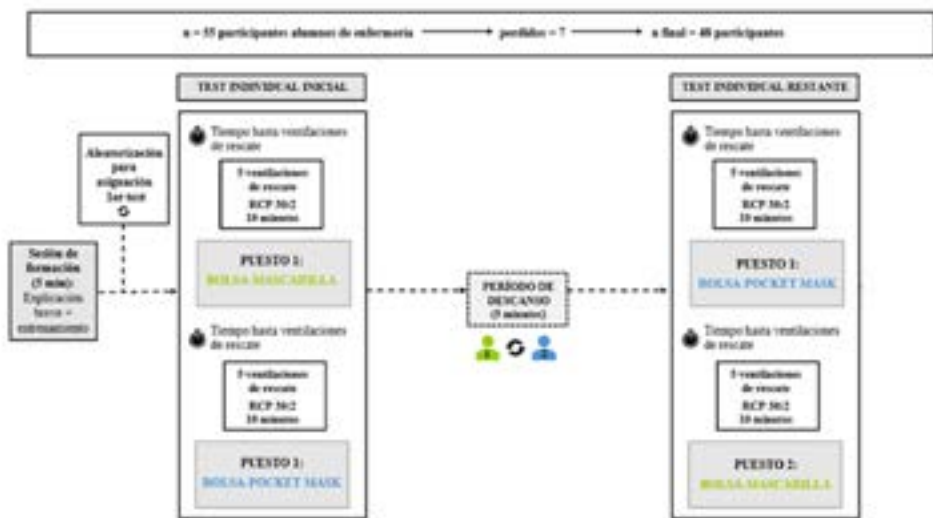 n = 55 participantes alumnos de enfermería → perdidos = 7 → n final = 48 participantes
TEST INDIVIDUAL INICIAL
TEST INDIVIDUAL RESTANTE
Aleatorización
para
asignación
1er test
Sesión de
formación
(5 min):
Explicación
breve +
entrenamiento
Tiempo hasta ventilaciones
de rescate
5 ventilaciones
de rescate
RCP 30:2
10 minutos
PUESTO 1:
BOLSA-MASCARILLA
Tiempo hasta ventilaciones
de rescate
5 ventilaciones
de rescate
RCP 30:2
10 minutos
PUESTO 1:
BOLSA-POCKET MASK
PERÍODO DE
DESCANSO
(5 minutos)
Tiempo hasta ventilaciones
de rescate
5 ventilaciones
de rescate
RCP 30:2
10 minutos
PUESTO 1:
BOLSA-POCKET MASK
Tiempo hasta ventilaciones
de rescate
5 ventilaciones
de rescate
RCP 30:2
10 minutos
PUESTO 2:
BOLSA-MASCARILLA